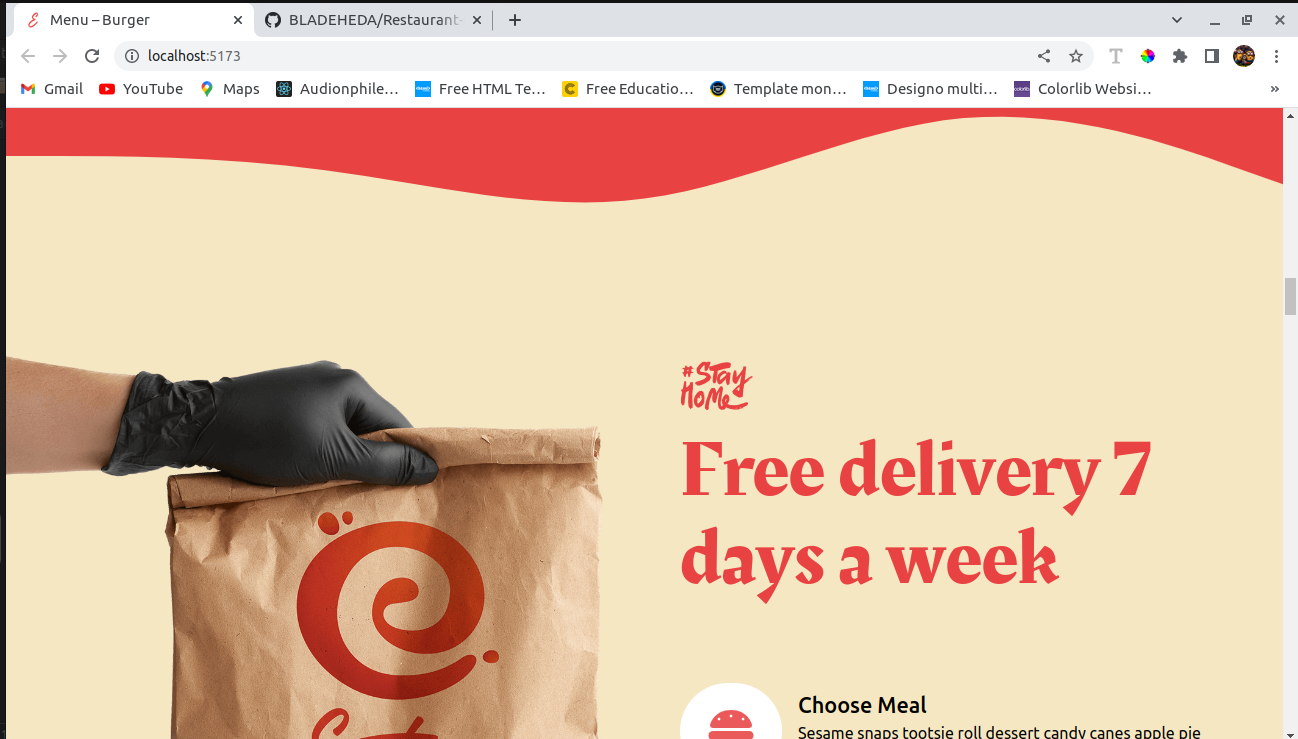 Menu – Burger
BLADEHEDA/Restaurant-
localhost:5173
T
Gmail
YouTube
Maps
Audionphile…
Free HTML Te…
Free Educatio…
Template mon…
Designo multi…
Colorlib Websi…
»
#STay
HoMe
Free delivery 7
days a week
Choose Meal
Sesame snaps tootsie roll dessert candy canes apple pie